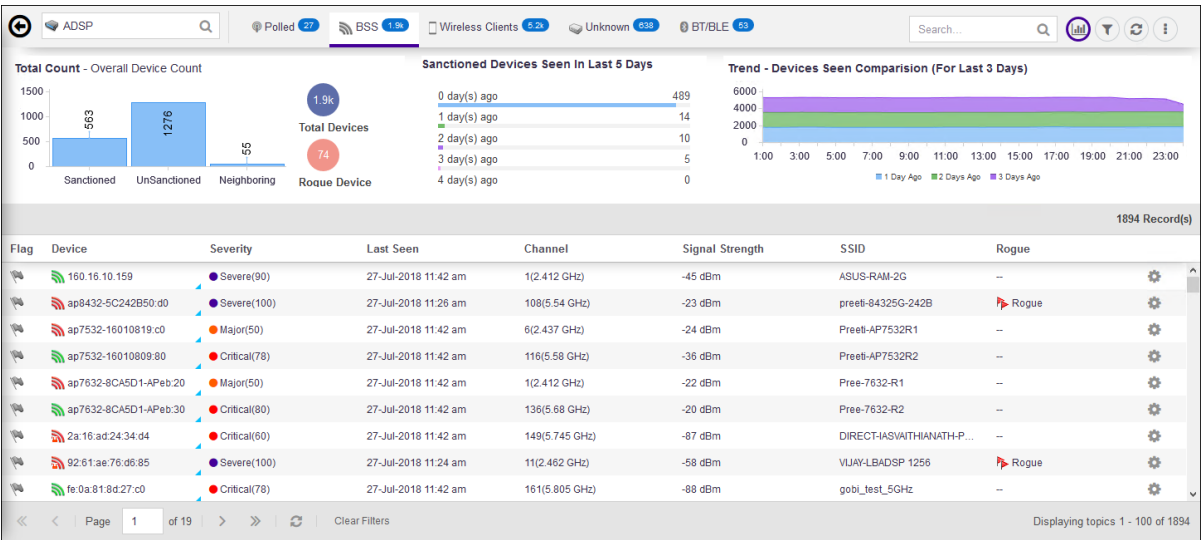 ADSP
Polled 27 BSS 1.9k Wireless Clients 5.2k Unknown 638 BT/BLE 53
Search...
Total Count - Overall Device Count
1500
1000
500
0
563
1276
55
Sanctioned UnSanctioned Neighboring
1.9k
Total Devices
74
Rogue Device
Sanctioned Devices Seen In Last 5 Days
0 day(s) ago 489
1 day(s) ago 14
2 day(s) ago 10
3 day(s) ago 5
4 day(s) ago 0
Trend - Devices Seen Comparision (For Last 3 Days)
6000
4000
2000
0
1:00 3:00 5:00 7:00 9:00 11:00 13:00 15:00 17:00 19:00 21:00 23:00
1 Day Ago 2 Days Ago 3 Days Ago
1894 Record(s)
Flag Device Severity Last Seen Channel Signal Strength SSID Rogue
160.16.10.159 Severe(90) 27-Jul-2018 11:42 am 1(2.412 GHz) -45 dBm ASUS-RAM-2G --
ap8432-5C242B50:d0 Severe(100) 27-Jul-2018 11:26 am 108(5.54 GHz) -23 dBm preeti-84325G-242B Rogue
ap7532-16010819:c0 Major(50) 27-Jul-2018 11:42 am 6(2.437 GHz) -24 dBm Preeti-AP7532R1 --
ap7532-16010809:80 Critical(78) 27-Jul-2018 11:42 am 116(5.58 GHz) -36 dBm Preeti-AP7532R2 --
ap7632-8CA5D1-APeb:20 Major(50) 27-Jul-2018 11:42 am 1(2.412 GHz) -22 dBm Pree-7632-R1 --
ap7632-8CA5D1-APeb:30 Critical(80) 27-Jul-2018 11:42 am 136(5.68 GHz) -20 dBm Pree-7632-R2 --
2a:16:ad:24:34:d4 Critical(60) 27-Jul-2018 11:42 am 149(5.745 GHz) -87 dBm DIRECT-IASVAITHIANATH-P... --
92:61:ae:76:d6:85 Severe(100) 27-Jul-2018 11:24 am 11(2.462 GHz) -58 dBm VIJAY-LBADSP 1256 Rogue
fe:0a:81:8d:27:c0 Critical(78) 27-Jul-2018 11:42 am 161(5.805 GHz) -88 dBm gobi_test_5GHz --
Page 1 of 19 Clear Filters Displaying topics 1 - 100 of 1894